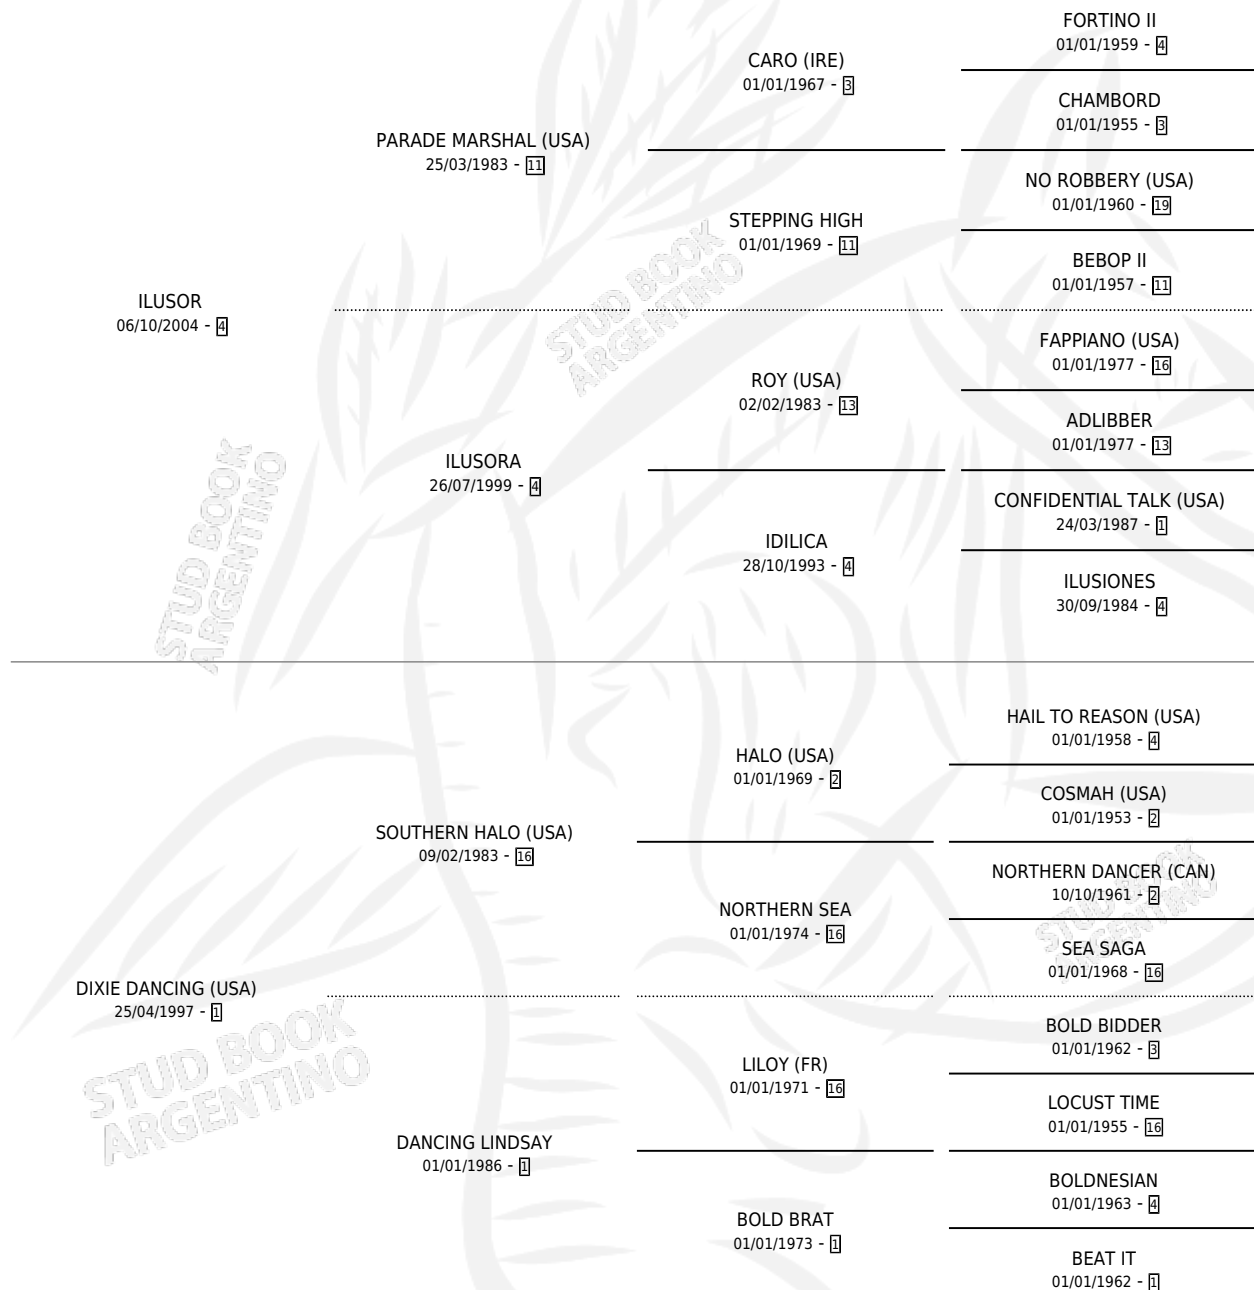 FORTINO II
01/01/1959 - 4
CARO (IRE)
01/01/1967 - 3
CHAMBORD
01/01/1955 - 3
PARADE MARSHAL (USA)
25/03/1983 - 11
NO ROBBERY (USA)
01/01/1960 - 19
STEPPING HIGH
01/01/1969 - 11
BEBOP II
01/01/1957 - 11
ILUSOR
06/10/2004 - 4
STUD BOOK
ARGENTINO
FAPPIANO (USA)
01/01/1977 - 16
ROY (USA)
02/02/1983 - 13
ADLIBBER
01/01/1977 - 13
ILUSORA
26/07/1999 - 4
CONFIDENTIAL TALK (USA)
24/03/1987 - 1
IDILICA
28/10/1993 - 4
ILUSIONES
30/09/1984 - 4
STUD BOOK
ARGENTINO
HAIL TO REASON (USA)
01/01/1958 - 4
HALO (USA)
01/01/1969 - 2
COSMAH (USA)
01/01/1953 - 2
SOUTHERN HALO (USA)
09/02/1983 - 16
NORTHERN DANCER (CAN)
10/10/1961 - 2
NORTHERN SEA
01/01/1974 - 16
SEA SAGA
01/01/1968 - 16
STUD BOOK
ARGENTINO
DIXIE DANCING (USA)
25/04/1997 - 1
BOLD BIDDER
01/01/1962 - 3
LILOY (FR)
01/01/1971 - 16
LOCUST TIME
01/01/1955 - 16
STUD BOOK
ARGENTINO
DANCING LINDSAY
01/01/1986 - 1
BOLDNESIAN
01/01/1963 - 4
BOLD BRAT
01/01/1973 - 1
BEAT IT
01/01/1962 - 1